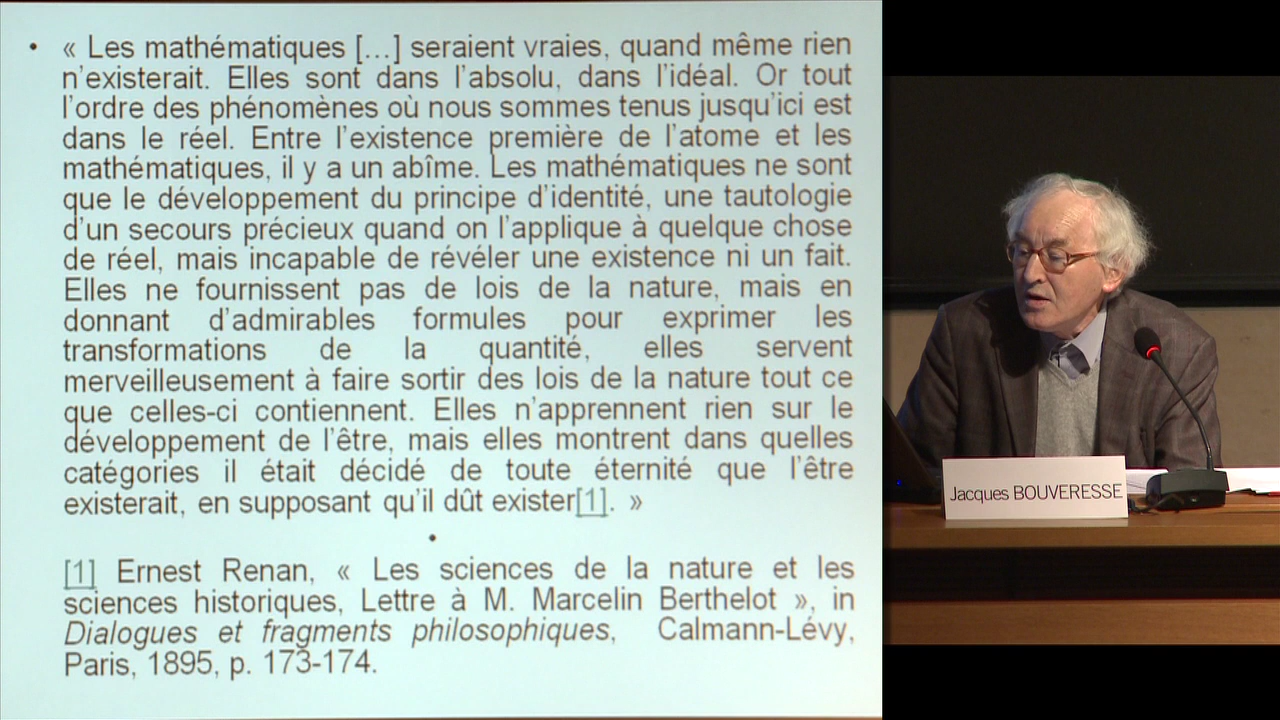 • « Les mathématiques [...] seraient vraies, quand même rien
n'existerait. Elles sont dans l'absolu, dans l'idéal. Or tout
l'ordre des phénomènes où nous sommes tenus jusqu'ici est
dans le réel. Entre l'existence première de l'atome et les
mathématiques, il y a un abîme. Les mathématiques ne sont
que le développement du principe d'identité, une tautologie
d'un secours précieux quand on l'applique à quelque chose
de réel, mais incapable de révéler une existence ni un fait.
Elles ne fournissent pas de lois de la nature, mais en
donnant d'admirables formules pour exprimer les
transformations de la quantité, elles servent
merveilleusement à faire sortir des lois de la nature tout ce
que celles-ci contiennent. Elles n'apprennent rien sur le
développement de l'être, mais elles montrent dans quelles
catégories il était décidé de toute éternité que l'être
existerait, en supposant qu'il dût exister[1]. »
•
[1] Ernest Renan, « Les sciences de la nature et les
sciences historiques, Lettre à M. Marcelin Berthelot », in
Dialogues et fragments philosophiques, Calmann-Lévy,
Paris, 1895, p. 173-174.
Jacques BOUVERESSE